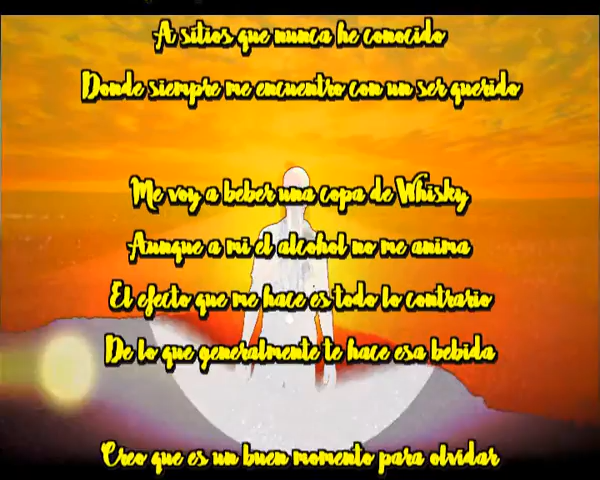 A sitios que nunca he conocido
Donde siempre me encuentro con un ser querido
Me voy a beber una copa de Whisky
Aunque a mi el alcohol no me anima
El efecto que me hace es todo lo contrario
De lo que generalmente te hace esa bebida
Creo que es un buen momento para olvidar